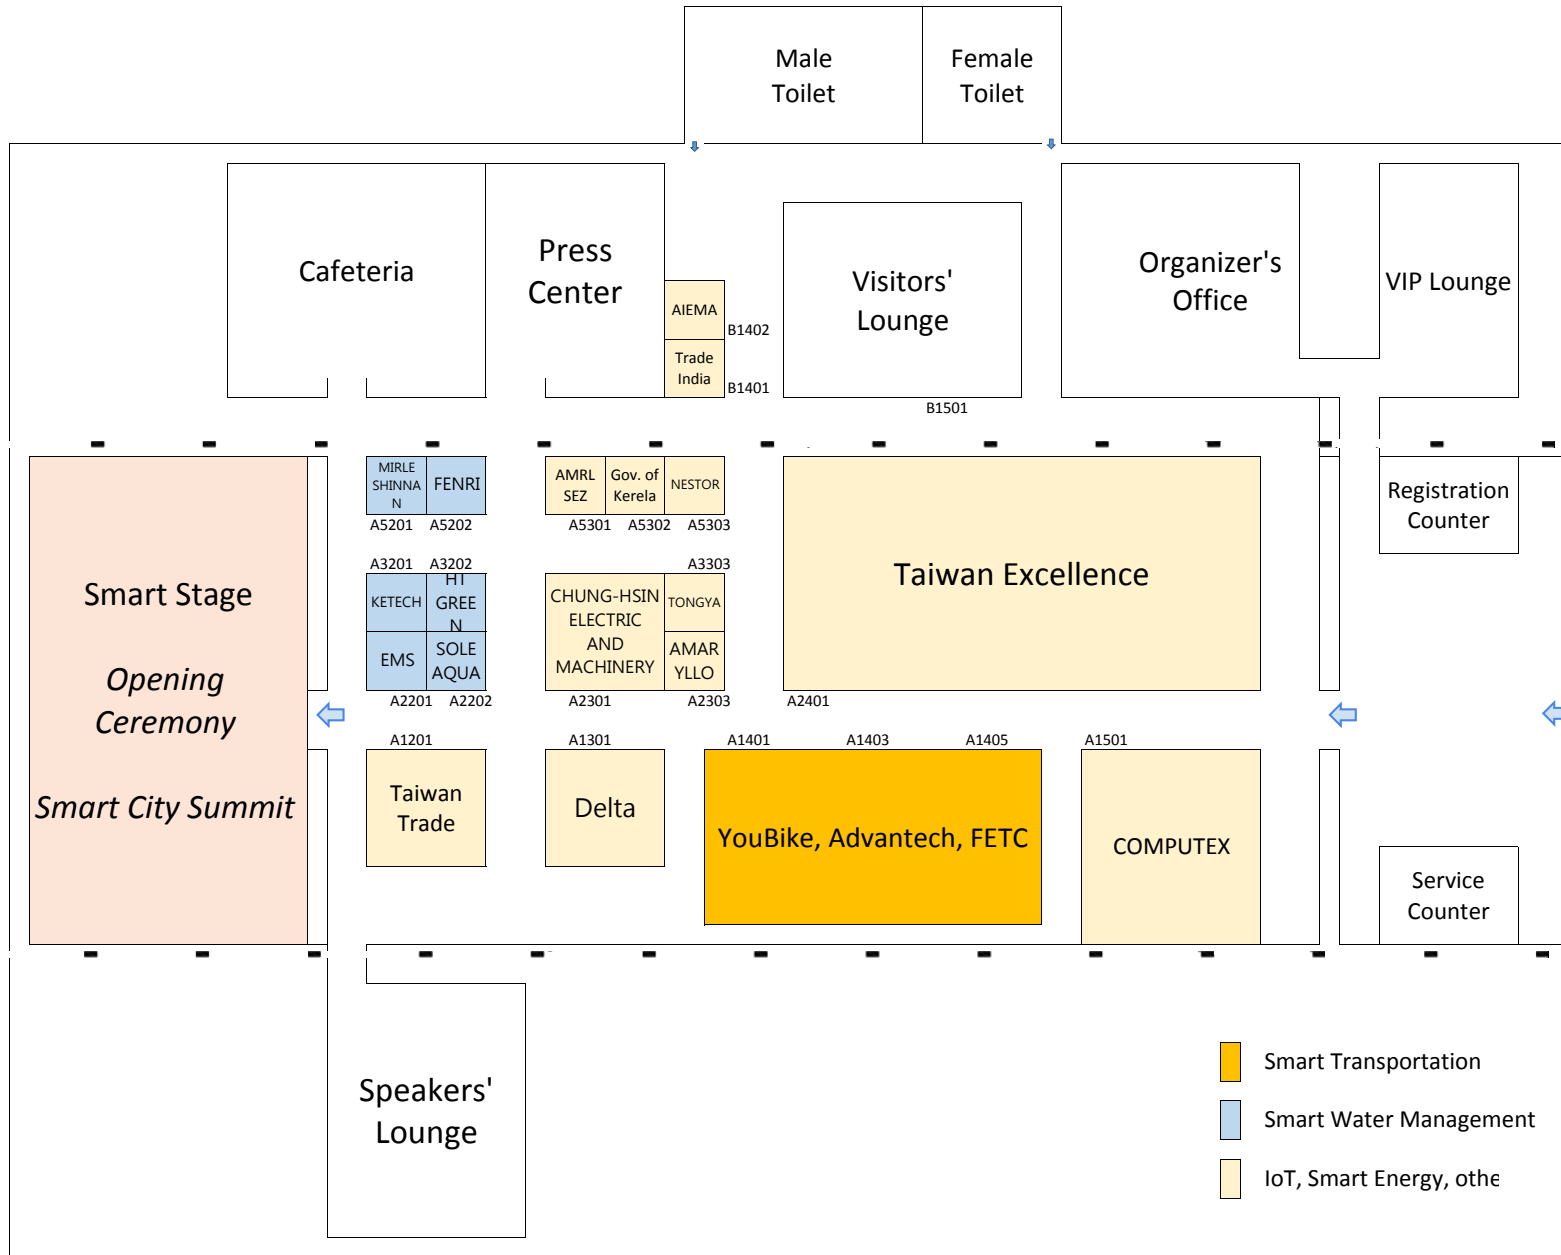 Male
Toilet
Female
Toilet
Cafeteria
Press
Center
AIEMA
B1402
Trade
India
B1401
Visitors'
Lounge
B1501
Organizer's
Office
VIP Lounge
MIRLE
SHINNA
N
FENRI
A5201
A5202
AMRL
SEZ
Gov. of
Kerela
NESTOR
A5301
A5302
A5303
Registration
Counter
Smart Stage
Opening
Ceremony
Smart City Summit
A3201
A3202
KETECH
HT
GREE
N
EMS
SOLE
AQUA
A2201
A2202
A3303
CHUNG-HSIN
ELECTRIC
AND
MACHINERY
TONGYA
AMAR
YLLO
A2301
A2303
Taiwan Excellence
A2401
A1201
Taiwan
Trade
A1301
Delta
A1401
A1403
A1405
YouBike, Advantech, FETC
A1501
COMPUTEX
Service
Counter
Speakers'
Lounge
Smart Transportation
Smart Water Management
IoT, Smart Energy, othe